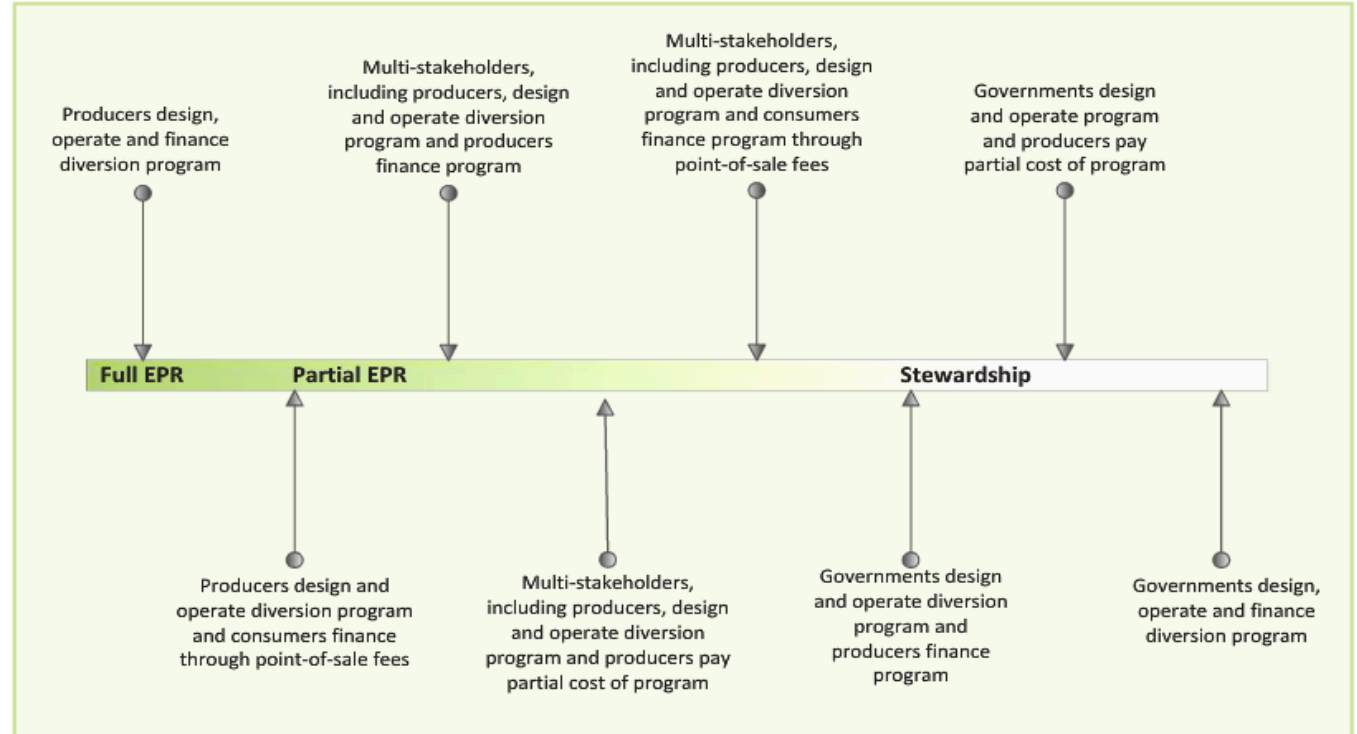 Producers design,
operate and finance
diversion program
Multi-stakeholders,
including producers, design
and operate diversion
program and producers
finance program
Multi-stakeholders,
including producers, design
and operate diversion
program and consumers
finance program through
point-of-sale fees
Governments design
and operate program
and producers pay
partial cost of program
Full EPR
Partial EPR
Stewardship
Producers design and
operate diversion program
and consumers finance
through point-of-sale fees
Multi-stakeholders,
including producers, design
and operate diversion
program and producers pay
partial cost of program
Governments design
and operate diversion
program and
producers finance
program
Governments design,
operate and finance
diversion program